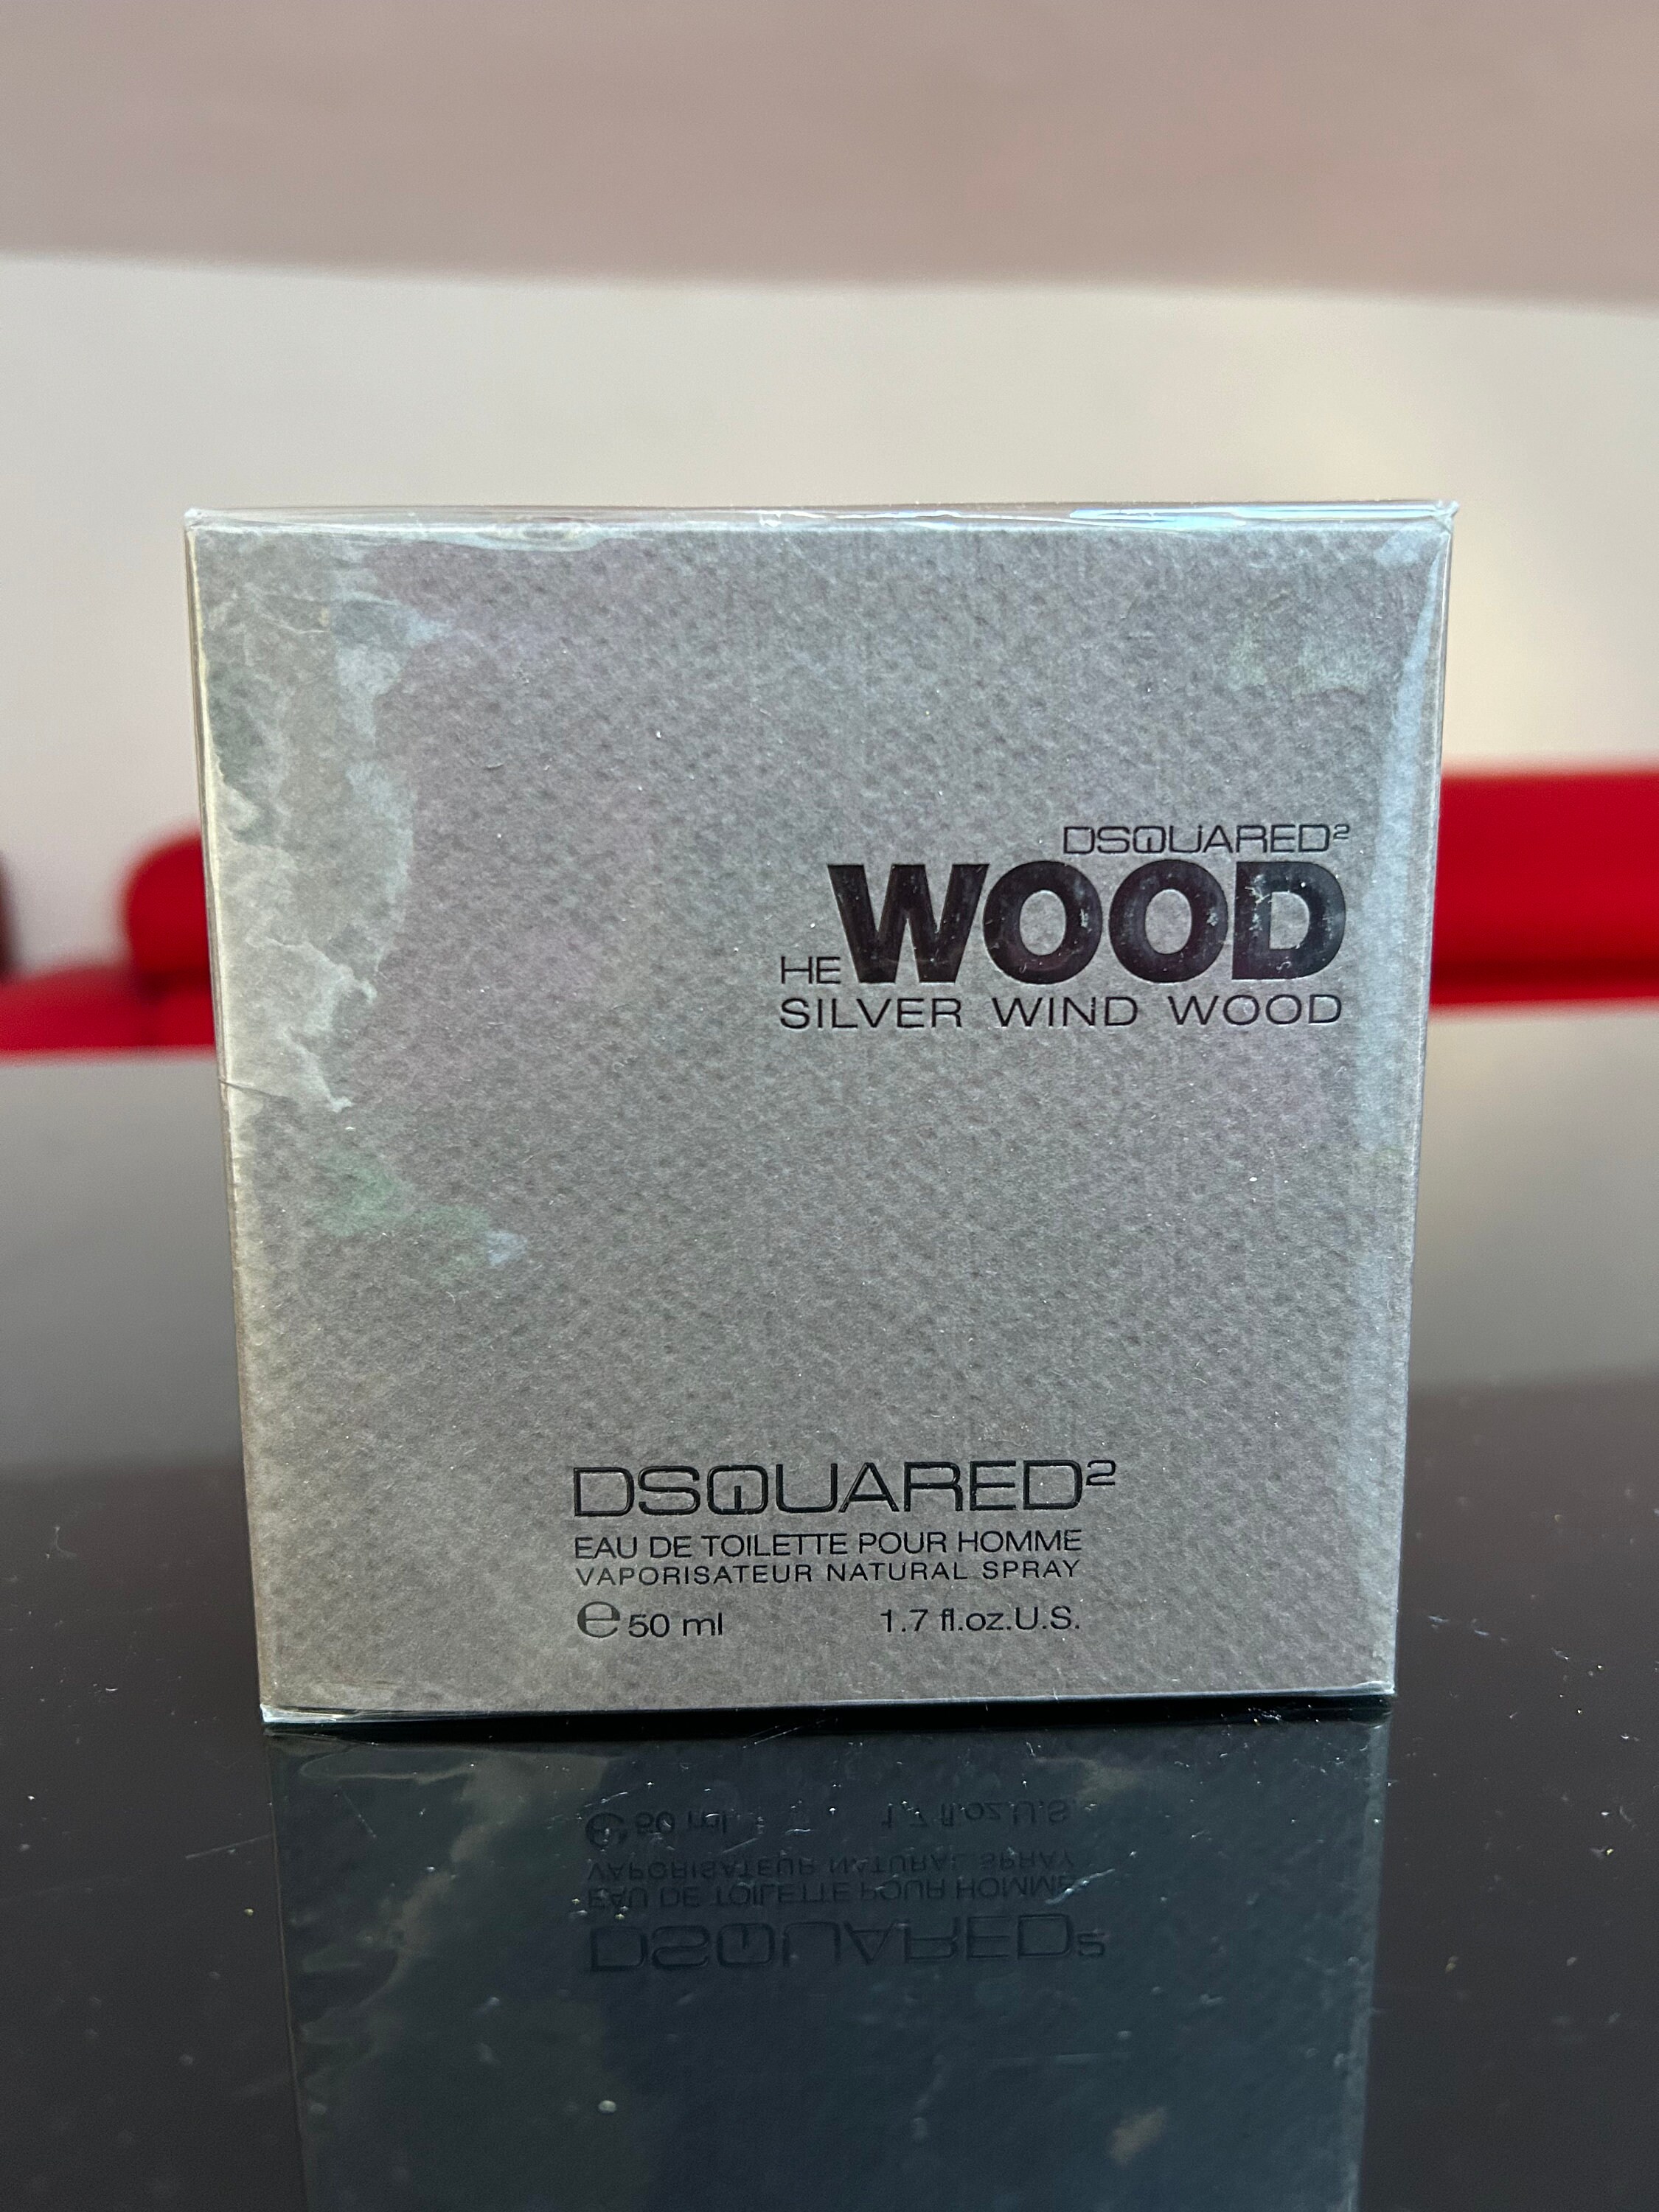 DSQUARED²
HE WOOD
SILVER WIND WOOD
DSQUARED²
EAU DE TOILETTE POUR HOMME
VAPORISATEUR NATURAL SPRAY
℮50 ml 1.7 fl.oz.U.S.